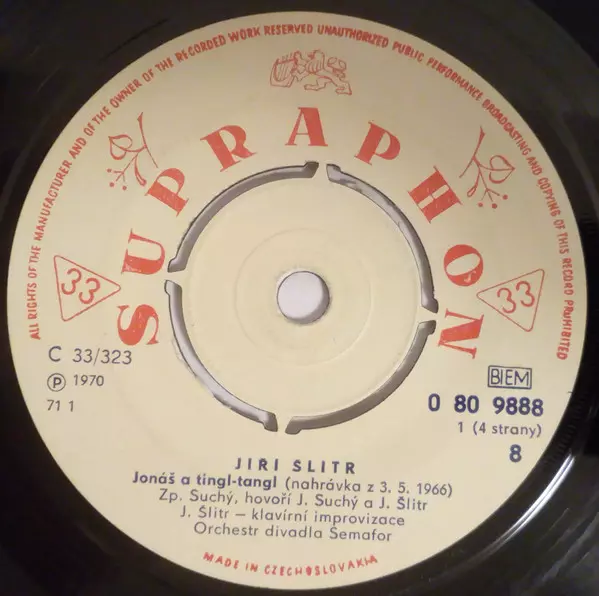 ALL RIGHTS OF THE MANUFACTURER AND OF THE OWNER OF THE RECORDED WORK RESERVED UNAUTHORIZED PUBLIC PERFORMANCE BROADCASTING AND COPYING OF THIS RECORD PROHIBITED
SUPRAPHON
33
33
C 33/323
℗ 1970
71 1
BIEM
0 80 9888
1 (4 strany)
8
JIŘI SLITR
Jonáš a tingl-tangl (nahrávka z 3. 5. 1966)
Zp. Suchý, hovoří J. Suchý a J. Šlitr
J. Šlitr – klavírní improvizace
Orchestr divadla Semafor
MADE IN CZECHOSLOVAKIA